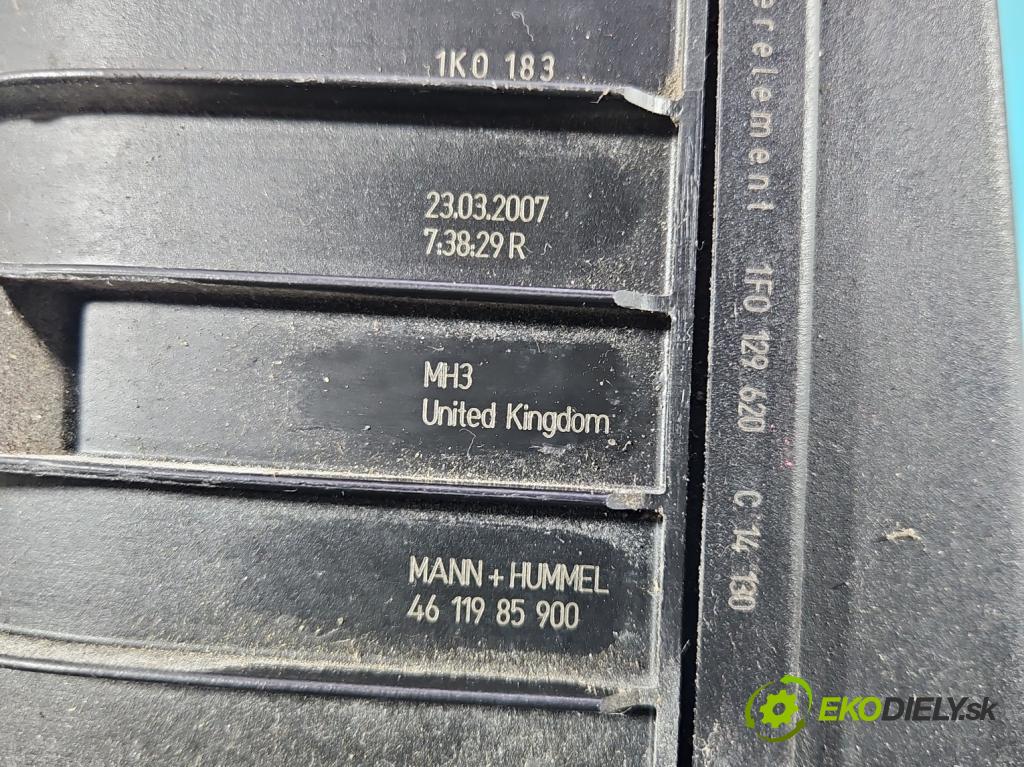 1K0 183
23.03.2007
7:38:29 R
MH3
United Kingdom
MANN + HUMMEL
46 119 85 900
erelement 1F0 129 620 C 14 130
EKODIELY.sk